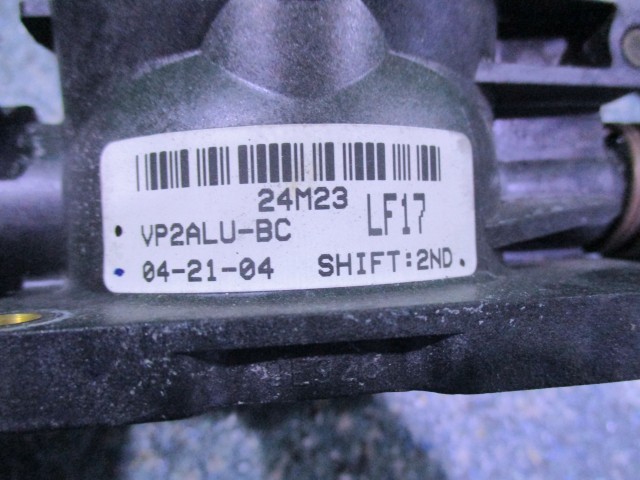 24M23
VP2ALU-BC LF17
04-21-04 SHIFT:2ND.